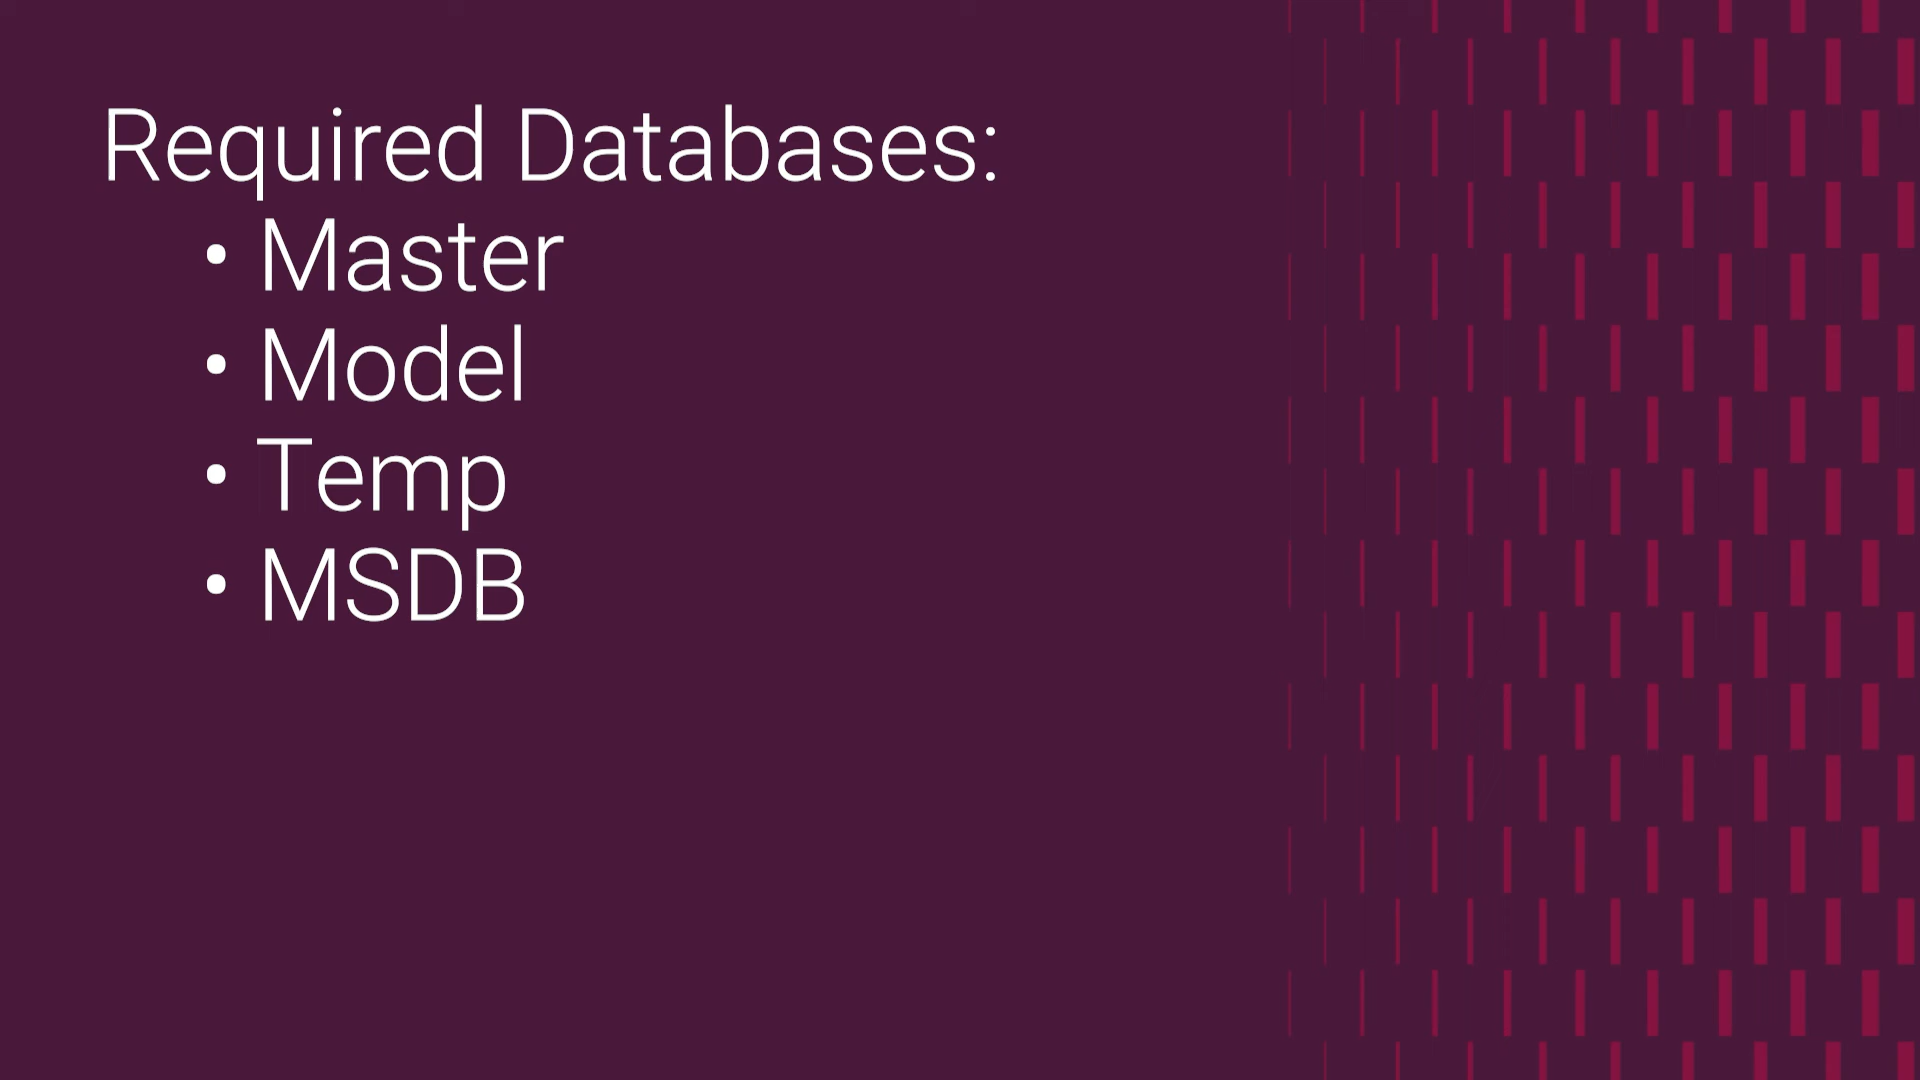 Required Databases:
• Master
• Model
• Temp
• MSDB